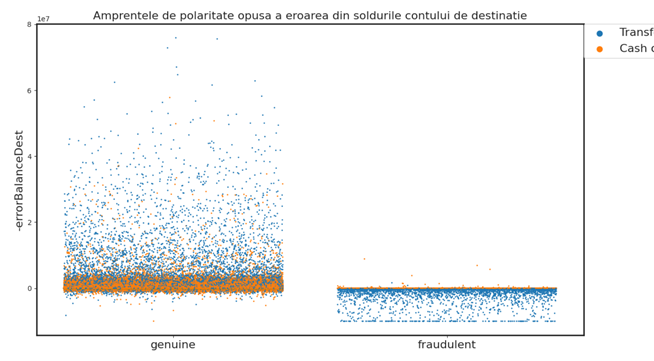 Amprentele de polaritate opusa a eroarea din soldurile contului de destinatie
1e7
8
6
4
2
0
-errorBalanceDest
genuine
fraudulent
Transf
Cash